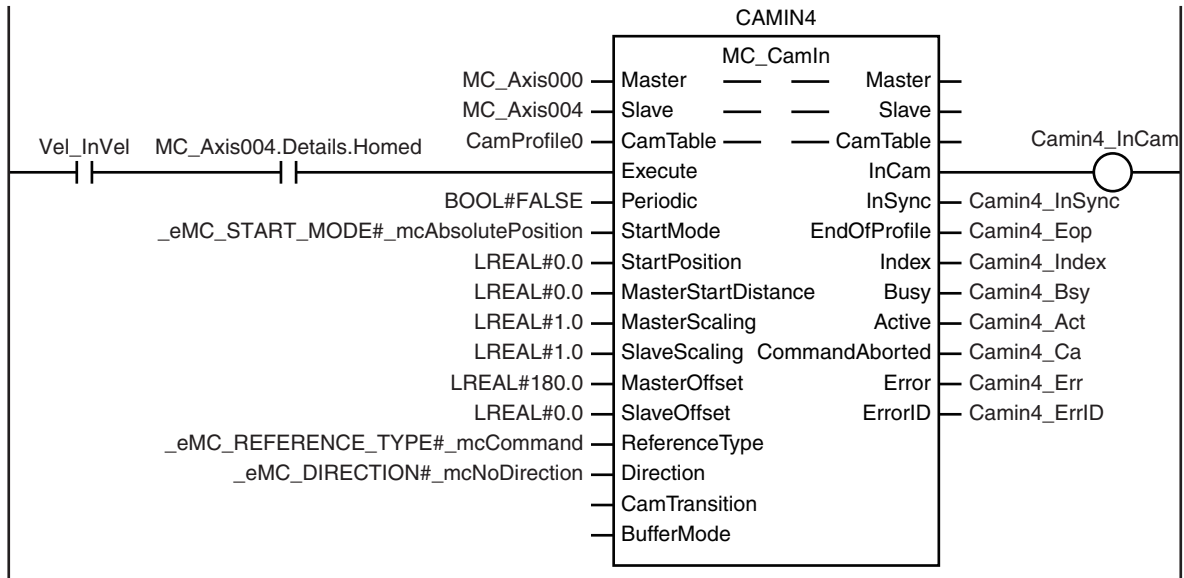 CAMIN4
MC_CamIn
MC_Axis000 Master Master
MC_Axis004 Slave Slave
CamProfile0 CamTable CamTable
Vel_InVel MC_Axis004.Details.Homed Execute InCam Camin4_InCam
BOOL#FALSE Periodic InSync Camin4_InSync
_eMC_START_MODE#_mcAbsolutePosition StartMode EndOfProfile Camin4_Eop
LREAL#0.0 StartPosition Index Camin4_Index
LREAL#0.0 MasterStartDistance Busy Camin4_Bsy
LREAL#1.0 MasterScaling Active Camin4_Act
LREAL#1.0 SlaveScaling CommandAborted Camin4_Ca
LREAL#180.0 MasterOffset Error Camin4_Err
LREAL#0.0 SlaveOffset ErrorID Camin4_ErrID
_eMC_REFERENCE_TYPE#_mcCommand ReferenceType
_eMC_DIRECTION#_mcNoDirection Direction
CamTransition
BufferMode